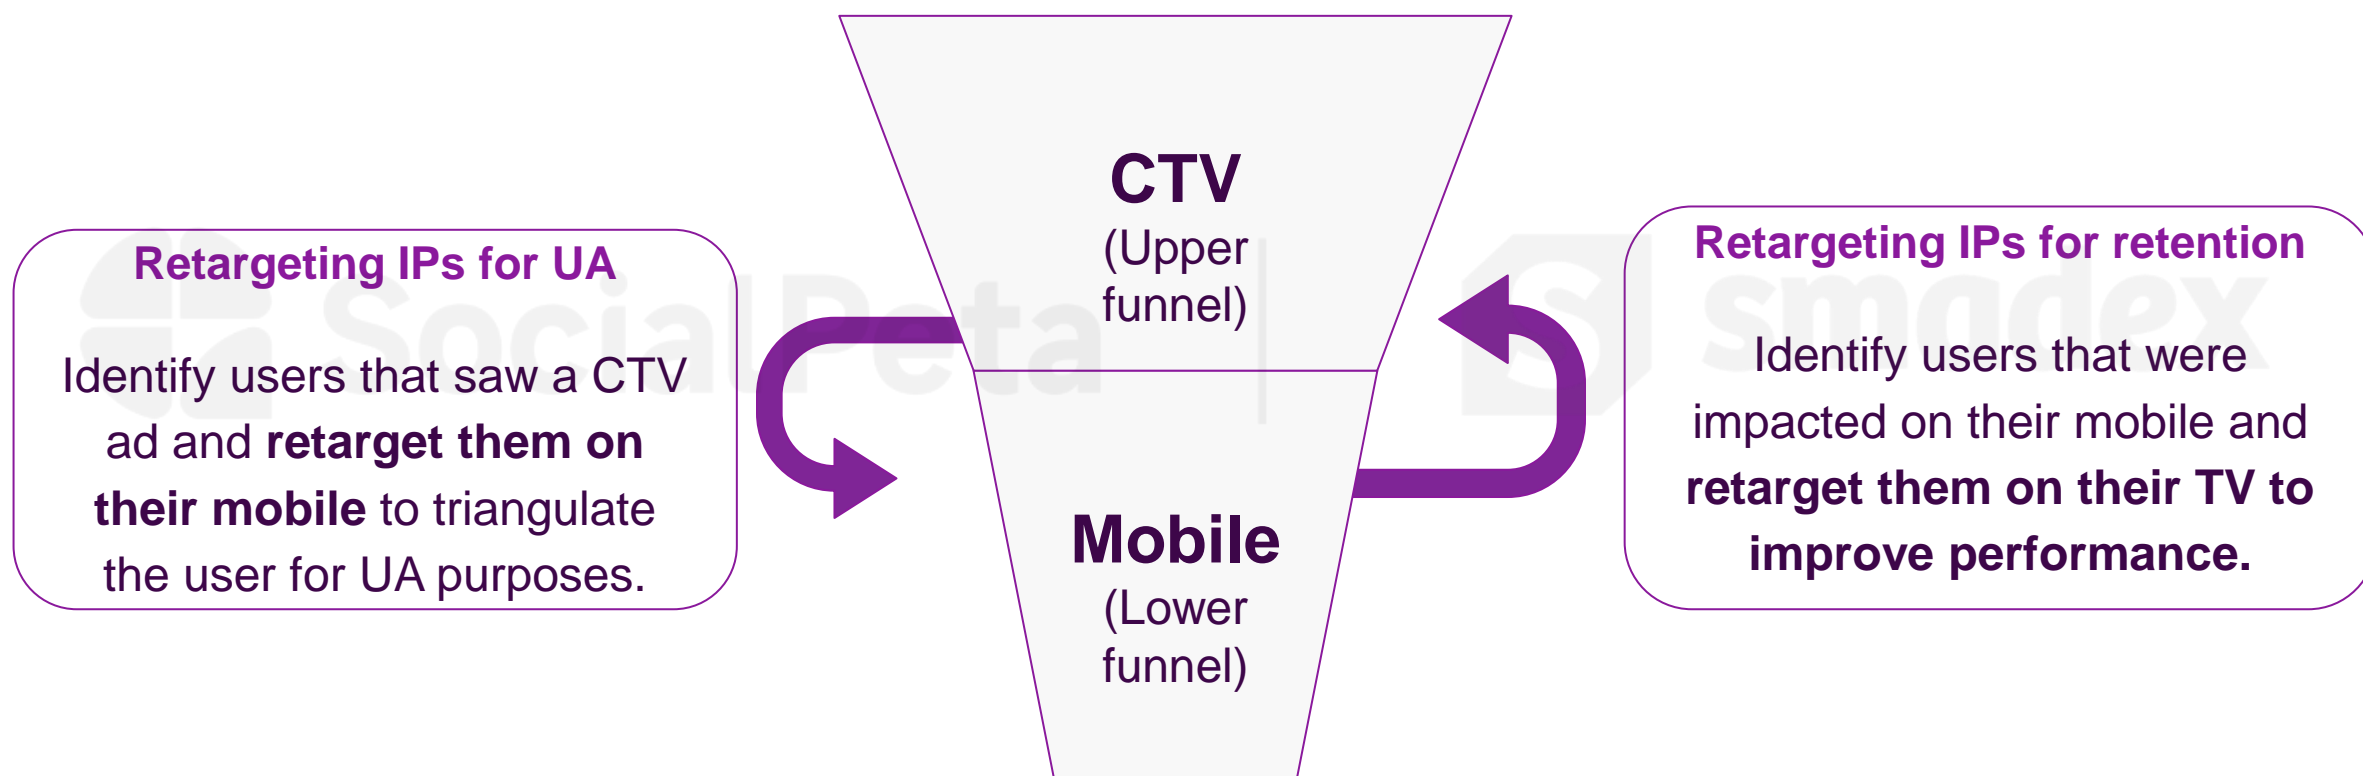 Retargeting IPs for UA
Identify users that saw a CTV
ad and retarget them on
their mobile to triangulate
the user for UA purposes.
CTV
(Upper
funnel)
Mobile
(Lower
funnel)
Retargeting IPs for retention
Identify users that were
impacted on their mobile and
retarget them on their TV to
improve performance.
SocialPeta
smadex